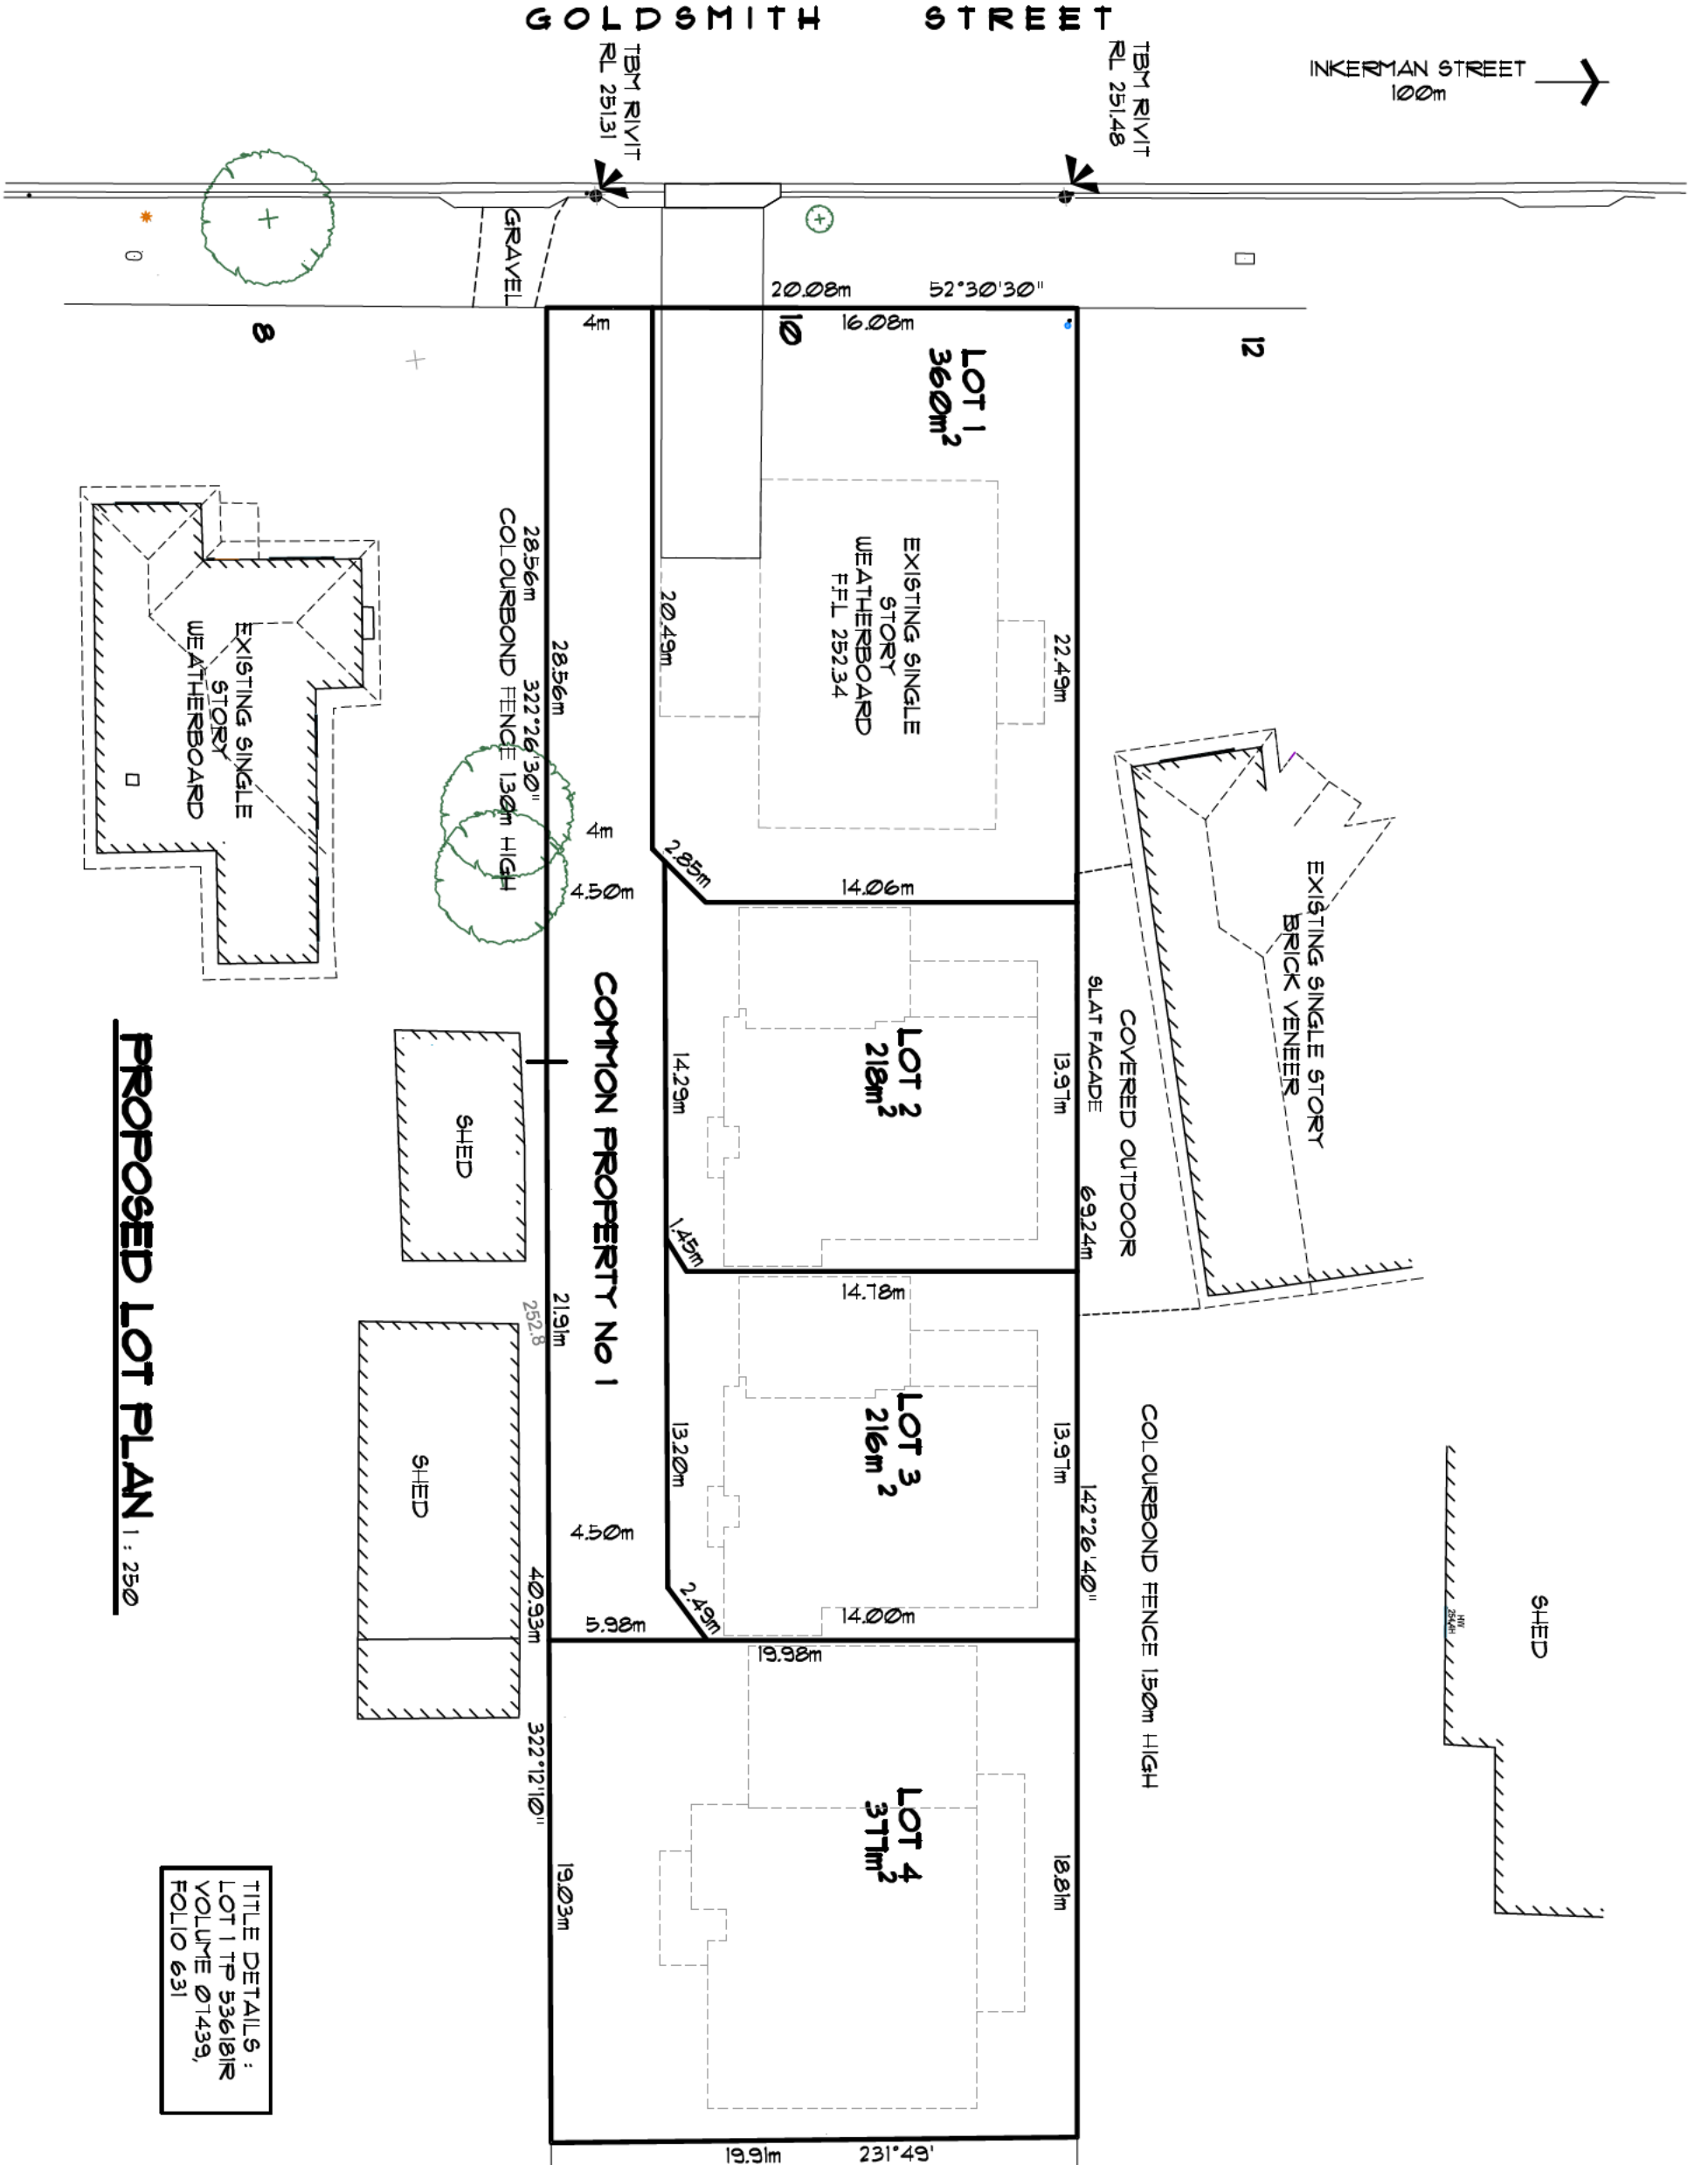 GOLDSMITH STREET
TBM RIVIT
RL 251.31
TBM RIVIT
RL 251.48
INKERMAN STREET
100m
GRAVEL
20.08m
52°30'30"
8
4m
10
16.08m
12
LOT 1
360m²
28.56m
322°26'30"
COLOURBOND FENCE 1.30m HIGH
28.56m
20.49m
EXISTING SINGLE
STORY
WEATHERBOARD
F.F.L 252.34
22.49m
EXISTING SINGLE
STORY
WEATHERBOARD
4m
2.85m
4.50m
14.06m
EXISTING SINGLE STORY
BRICK VENEER
COMMON PROPERTY No 1
LOT 2
218m²
14.29m
13.97m
SLAT FACADE
COVERED OUTDOOR
69.24m
SHED
1.45m
14.78m
21.91m
252.8
LOT 3
216m²
13.20m
13.97m
142°26'40"
COLOURBOND FENCE 1.50m HIGH
SHED
4.50m
2.49m
40.93m
5.98m
14.00m
19.98m
SHED
322°12'10"
LOT 4
377m²
19.03m
18.81m
19.91m
231°49'
PROPOSED LOT PLAN 1 : 250
TITLE DETAILS :
LOT 1 TP 536181R
VOLUME 07439,
FOLIO 631